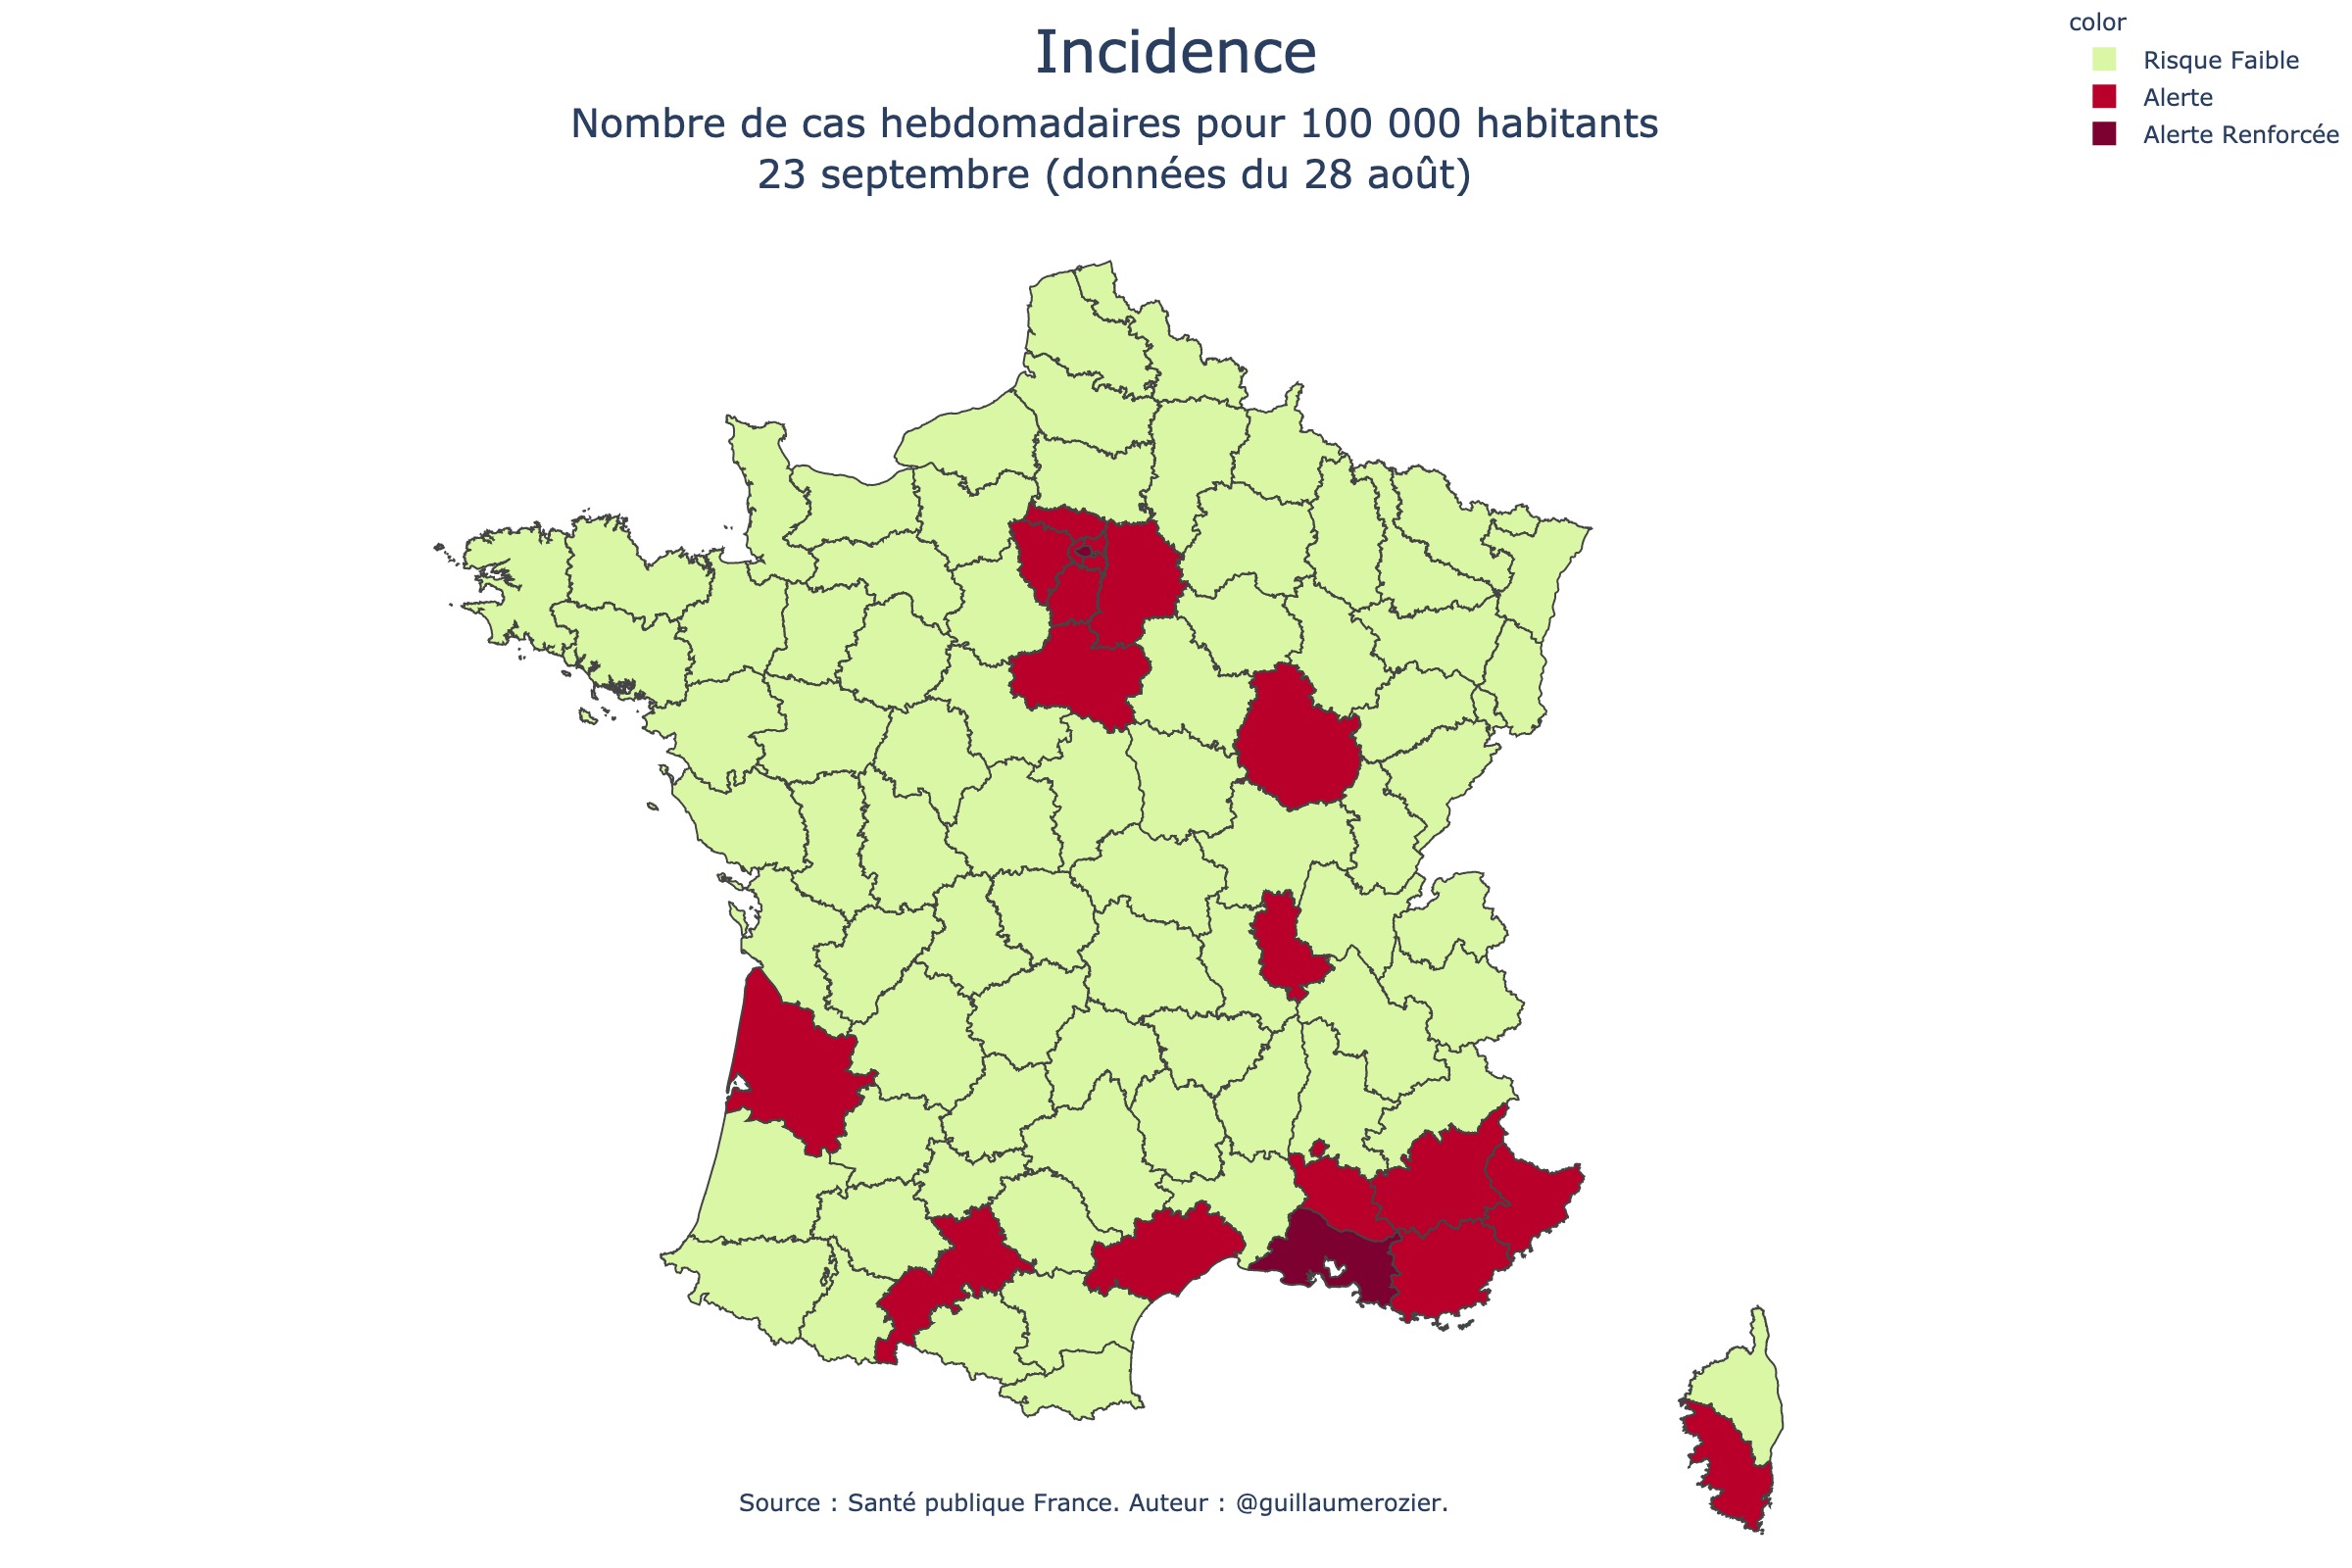 Incidence
Nombre de cas hebdomadaires pour 100 000 habitants
23 septembre (données du 28 août)
color
Risque Faible
Alerte
Alerte Renforcée
Source : Santé publique France. Auteur : @guillaumerozier.